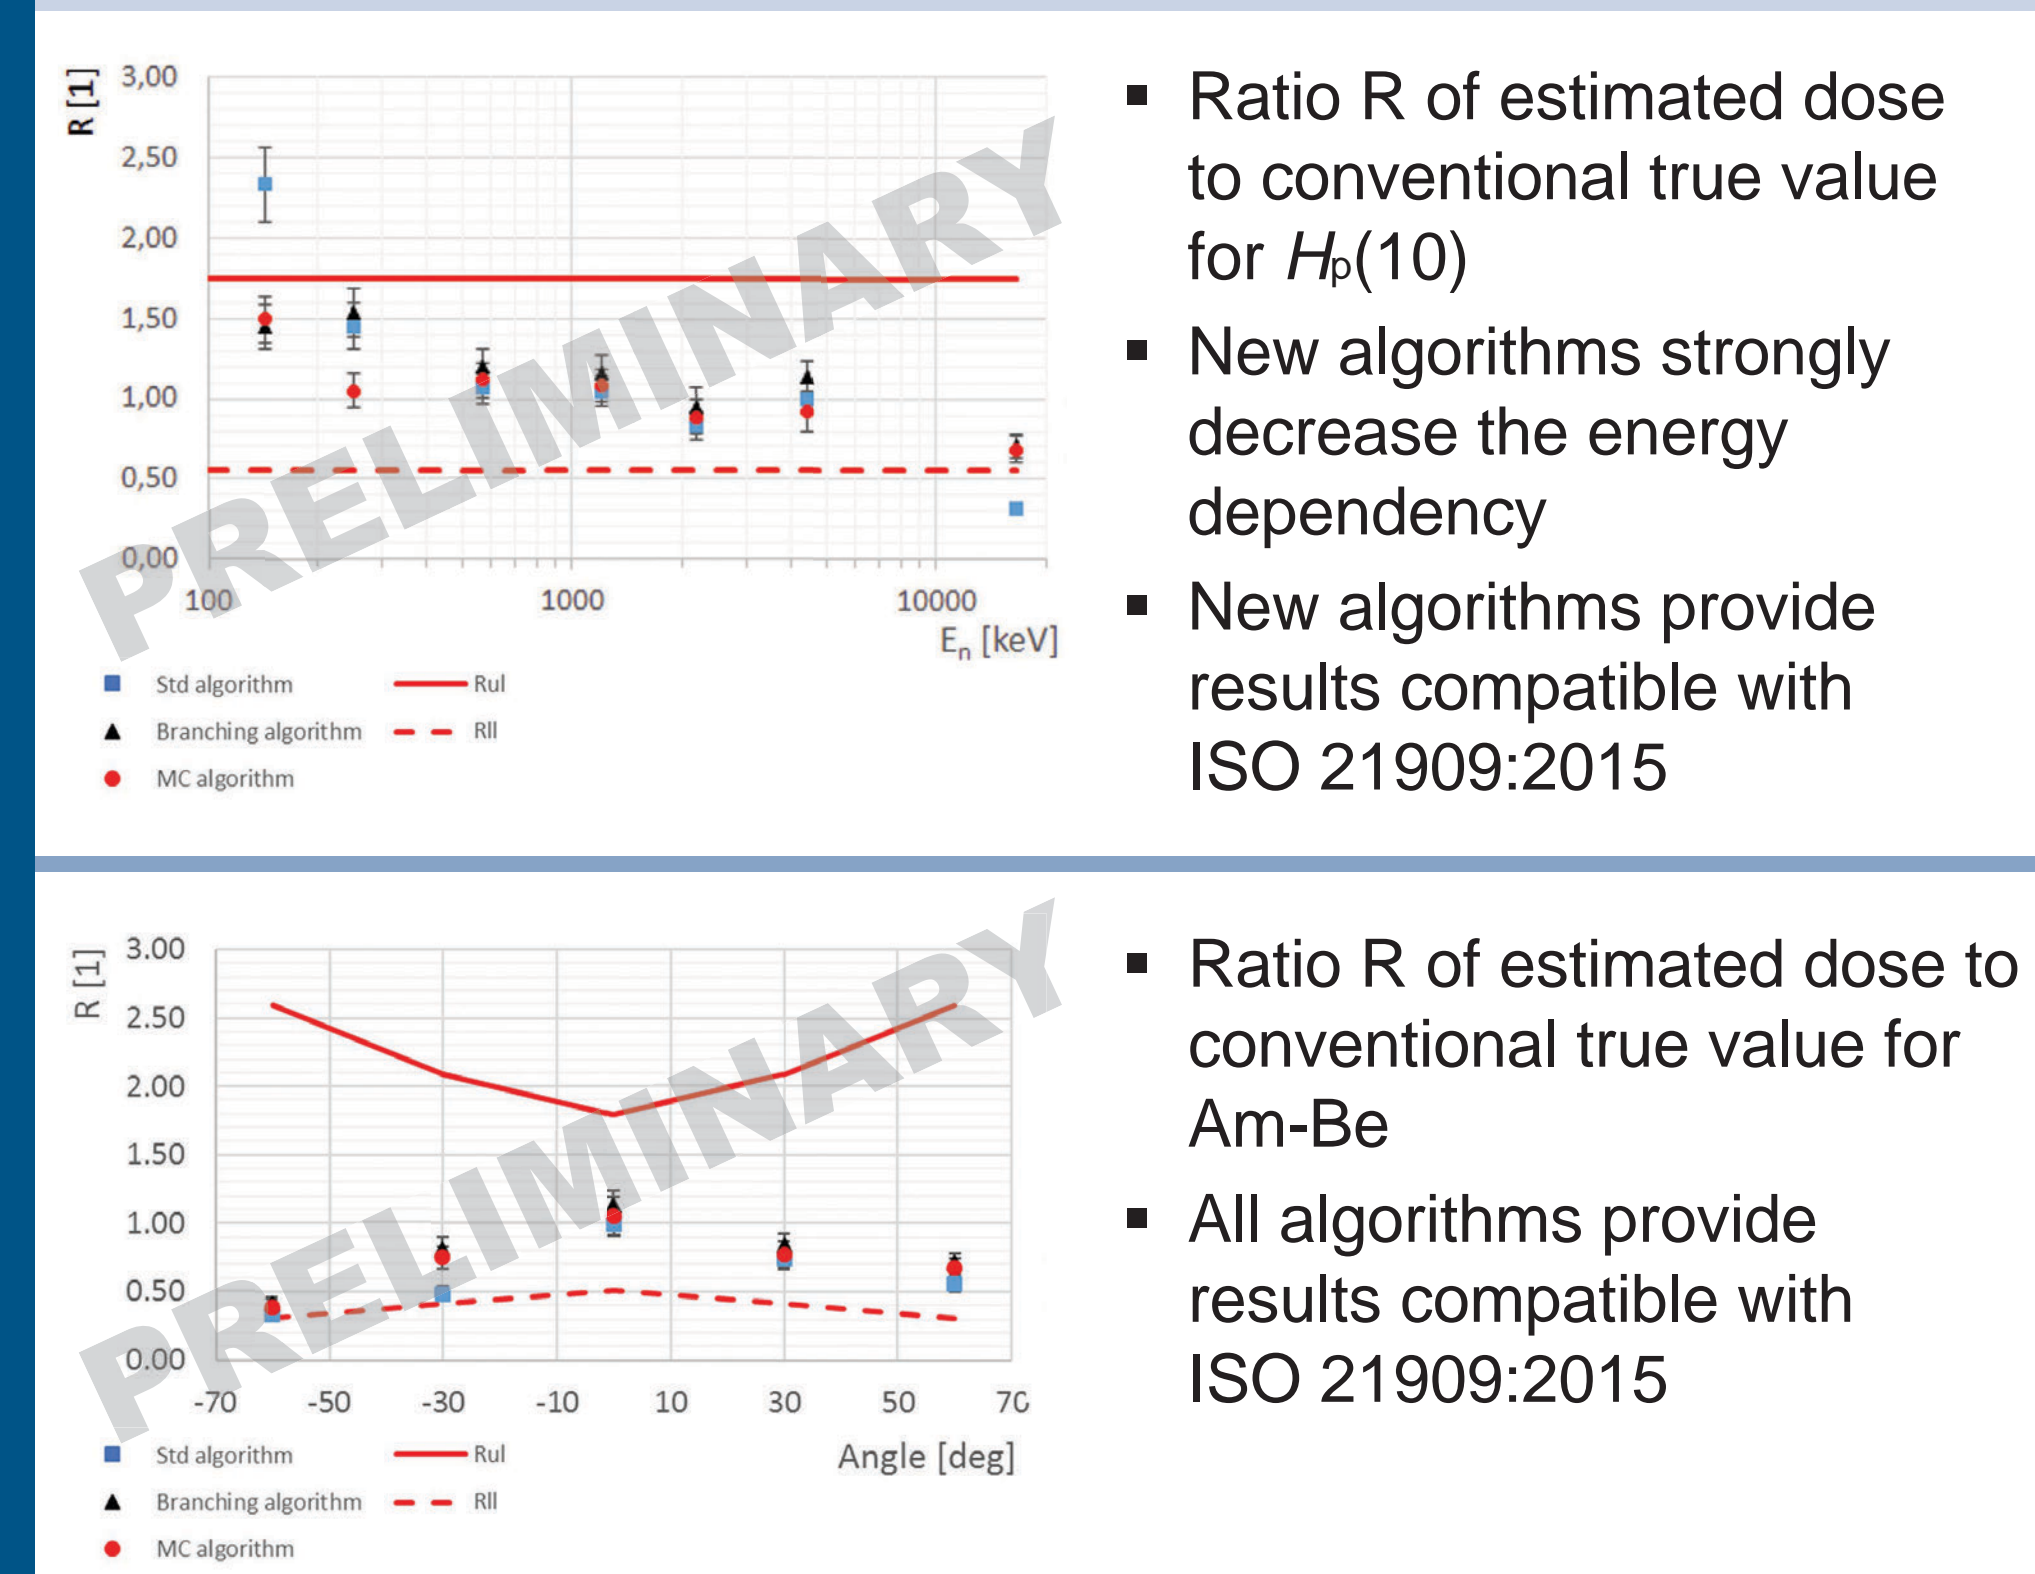 R [1]
3,00
2,50
2,00
1,50
1,00
0,50
0,00
100 1000 10000
E_n [keV]
PRELIMINARY
■ Std algorithm Rul
▲ Branching algorithm Rll
● MC algorithm
▪ Ratio R of estimated dose
to conventional true value
for Hp(10)
▪ New algorithms strongly
decrease the energy
dependency
▪ New algorithms provide
results compatible with
ISO 21909:2015
R [1]
3.00
2.50
2.00
1.50
1.00
0.50
0.00
-70 -50 -30 -10 10 30 50 70
Angle [deg]
PRELIMINARY
■ Std algorithm Rul
▲ Branching algorithm Rll
● MC algorithm
▪ Ratio R of estimated dose to
conventional true value for
Am-Be
▪ All algorithms provide
results compatible with
ISO 21909:2015